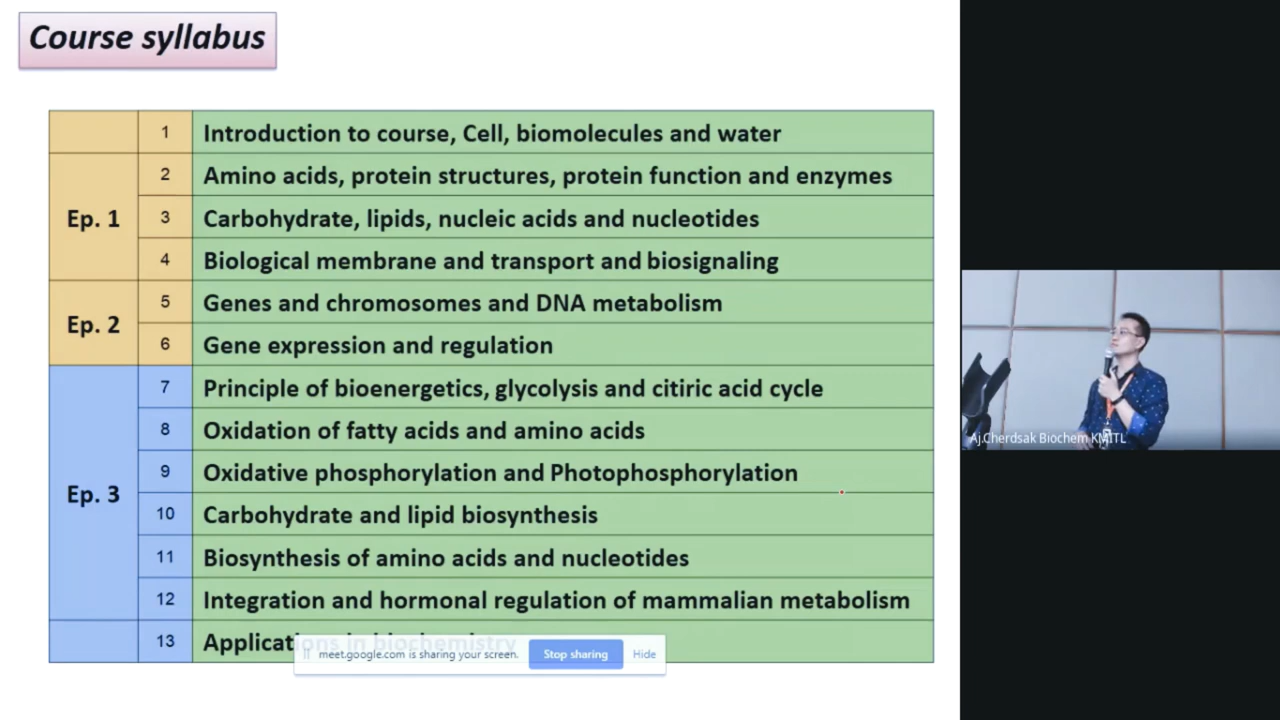 Course syllabus
1 Introduction to course, Cell, biomolecules and water
Ep. 1
2 Amino acids, protein structures, protein function and enzymes
3 Carbohydrate, lipids, nucleic acids and nucleotides
4 Biological membrane and transport and biosignaling
Ep. 2
5 Genes and chromosomes and DNA metabolism
6 Gene expression and regulation
Ep. 3
7 Principle of bioenergetics, glycolysis and citiric acid cycle
8 Oxidation of fatty acids and amino acids
9 Oxidative phosphorylation and Photophosphorylation
10 Carbohydrate and lipid biosynthesis
11 Biosynthesis of amino acids and nucleotides
12 Integration and hormonal regulation of mammalian metabolism
13 Applications in biochemistry
meet.google.com is sharing your screen. Stop sharing Hide
Aj.Cherdsak Biochem KMITL